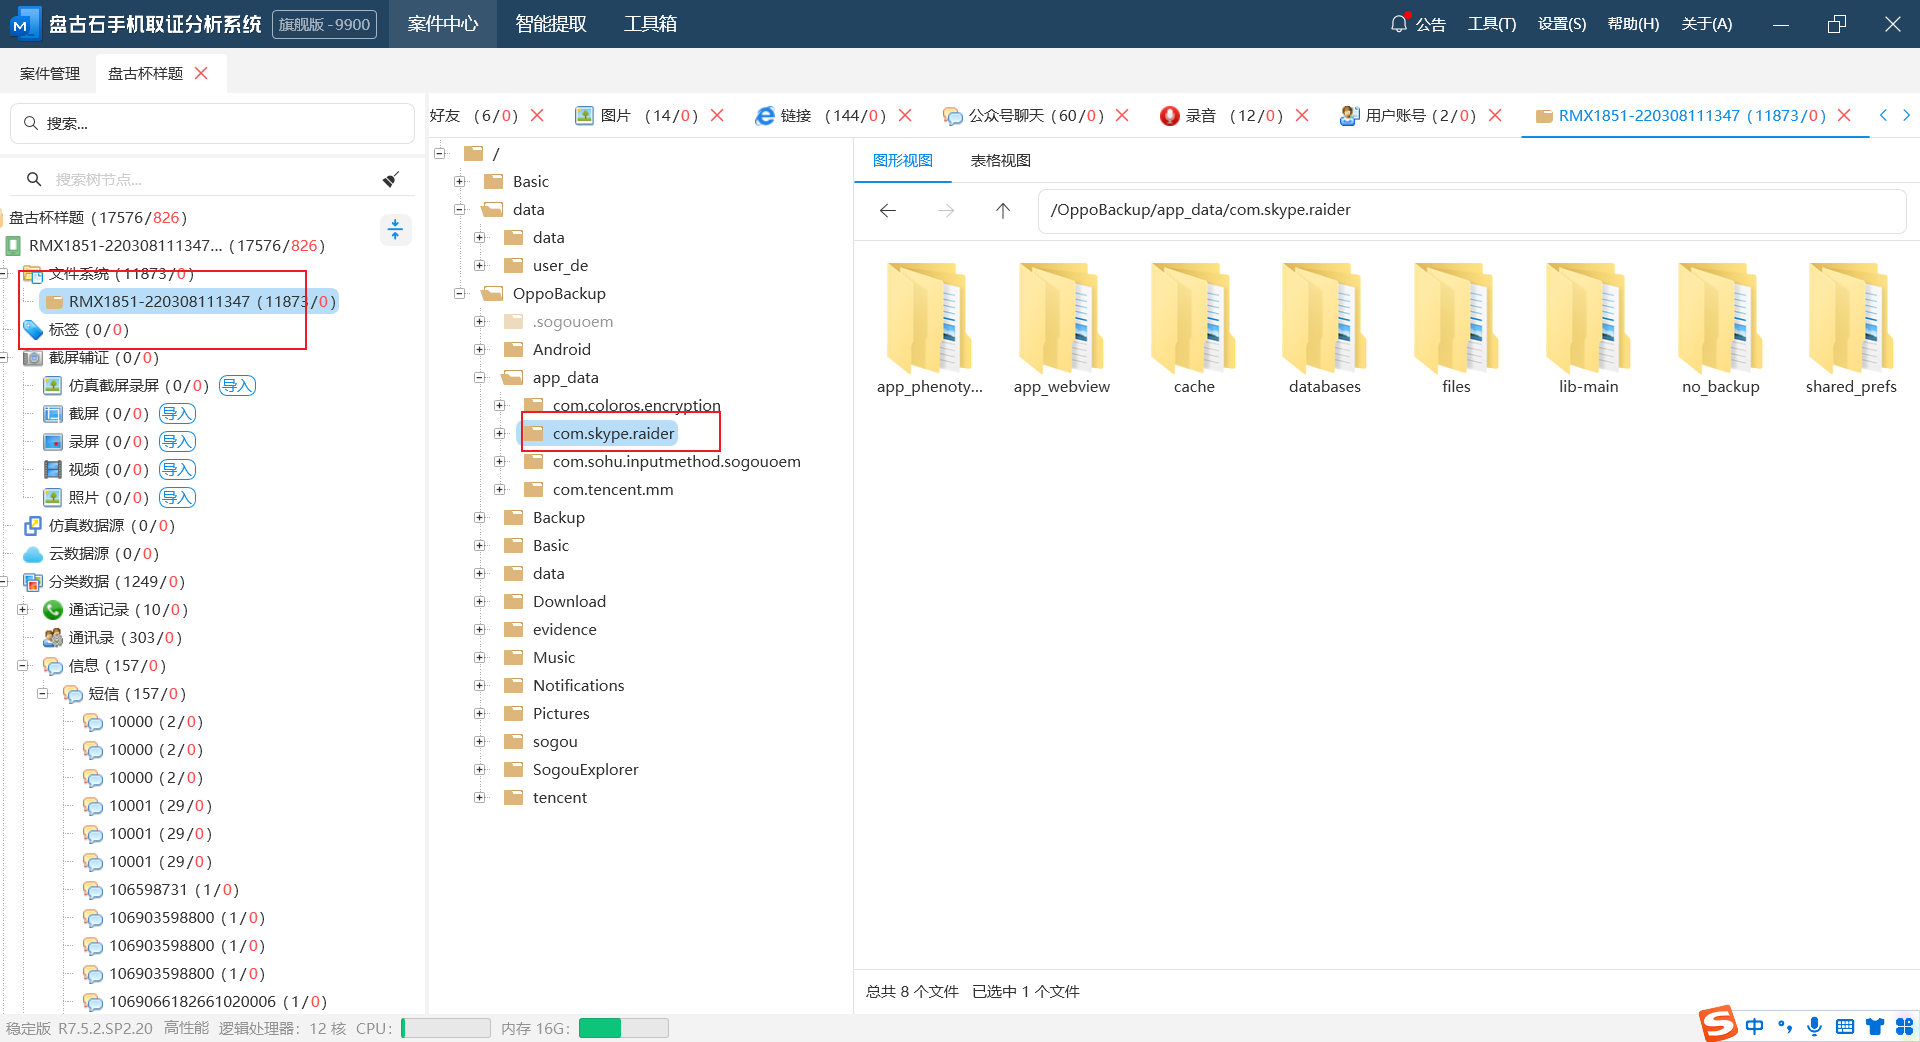 盘古石手机取证分析系统 旗舰版 -9900 案件中心 智能提取 工具箱 公告 工具(T) 设置(S) 帮助(H) 关于(A)
案件管理 盘古杯样题
搜索...
搜索树节点...
盘古杯样题 (17576/826)
RMX1851-220308111347... (17576/826)
文件系统 (11873/0)
RMX1851-220308111347 (11873/0)
标签 (0/0)
截屏辅证 (0/0)
仿真截屏录屏 (0/0) 导入
截屏 (0/0) 导入
录屏 (0/0) 导入
视频 (0/0) 导入
照片 (0/0) 导入
仿真数据源 (0/0)
云数据源 (0/0)
分类数据 (1249/0)
通话记录 (10/0)
通讯录 (303/0)
信息 (157/0)
短信 (157/0)
10000 (2/0)
10000 (2/0)
10000 (2/0)
10001 (29/0)
10001 (29/0)
10001 (29/0)
106598731 (1/0)
106903598800 (1/0)
106903598800 (1/0)
106903598800 (1/0)
1069066182661020006 (1/0)
好友 (6/0) 图片 (14/0) 链接 (144/0) 公众号聊天 (60/0) 录音 (12/0) 用户账号 (2/0) RMX1851-220308111347 (11873/0)
/
Basic
data
data
user_de
OppoBackup
.sogouoem
Android
app_data
com.coloros.encryption
com.skype.raider
com.sohu.inputmethod.sogouoem
com.tencent.mm
Backup
Basic
data
Download
evidence
Music
Notifications
Pictures
sogou
SogouExplorer
tencent
图形视图 表格视图
/OppoBackup/app_data/com.skype.raider
app_phenoty... app_webview cache databases files lib-main no_backup shared_prefs
总共 8 个文件 已选中 1 个文件
稳定版 R7.5.2.SP2.20 高性能 逻辑处理器: 12 核 CPU: 内存 16G:
中